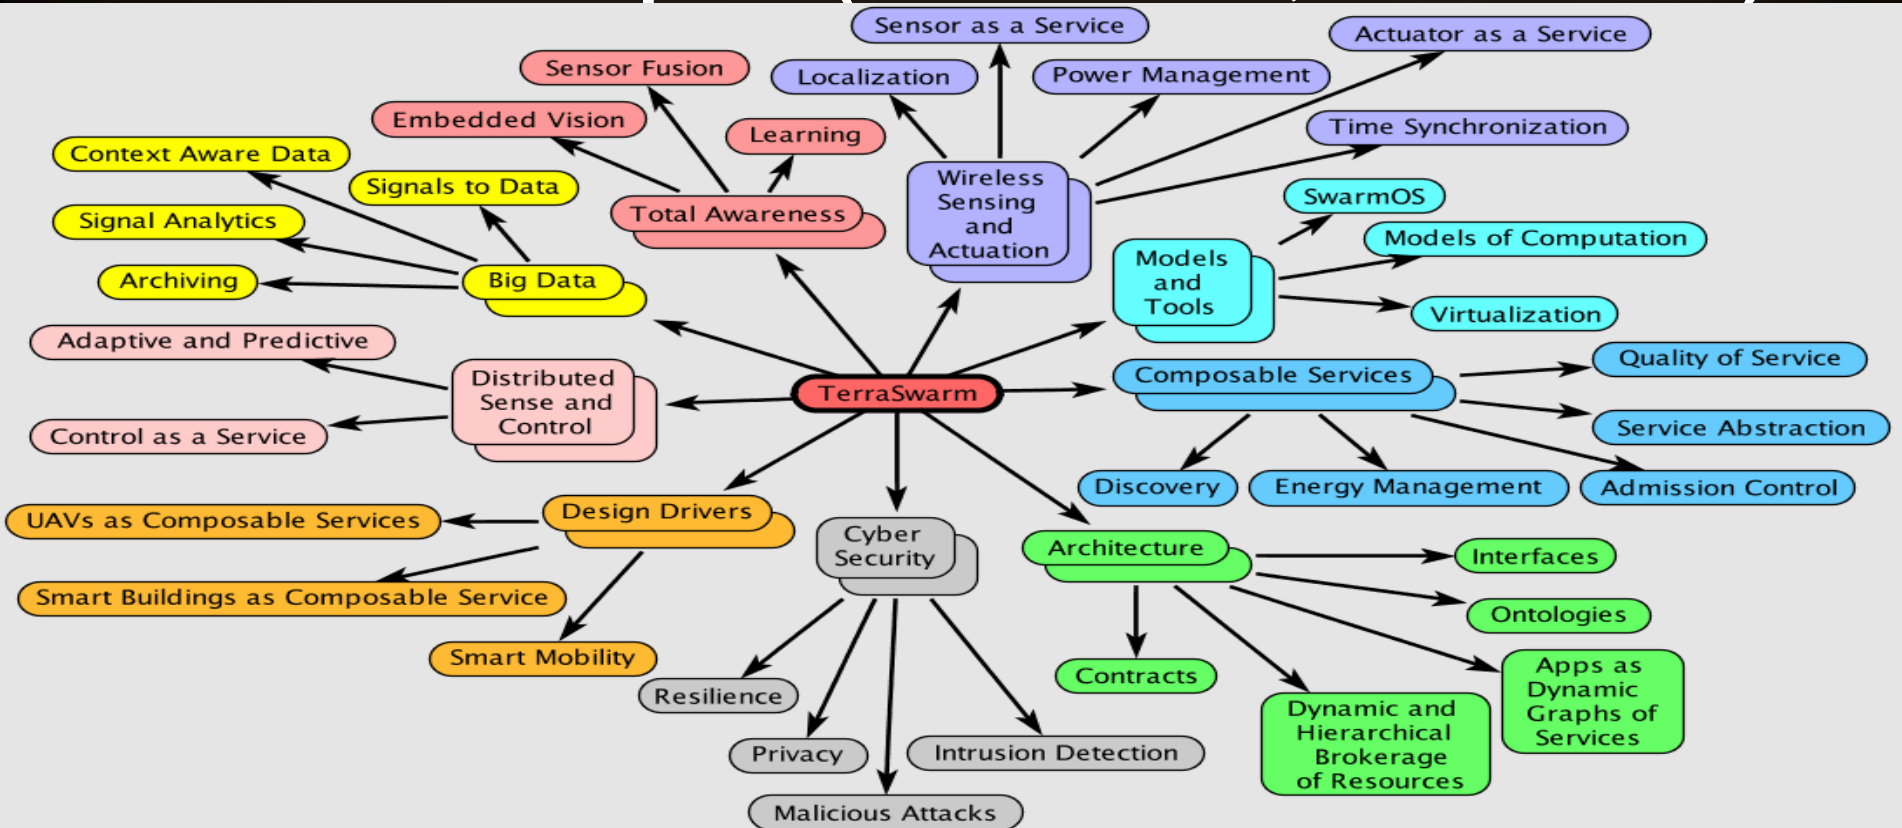 Sensor as a Service
Actuator as a Service
Sensor Fusion
Localization
Power Management
Embedded Vision
Learning
Time Synchronization
Context Aware Data
Signals to Data
Wireless
Sensing
and
Actuation
SwarmOS
Signal Analytics
Total Awareness
Models of Computation
Archiving
Big Data
Models
and
Tools
Virtualization
Adaptive and Predictive
Distributed
Sense and
Control
TerraSwarm
Composable Services
Quality of Service
Control as a Service
Service Abstraction
Discovery
Energy Management
Admission Control
UAVs as Composable Services
Design Drivers
Cyber
Security
Architecture
Interfaces
Smart Buildings as Composable Service
Ontologies
Smart Mobility
Resilience
Contracts
Apps as
Dynamic
Graphs of
Services
Privacy
Intrusion Detection
Dynamic and
Hierarchical
Brokerage
of Resources
Malicious Attacks